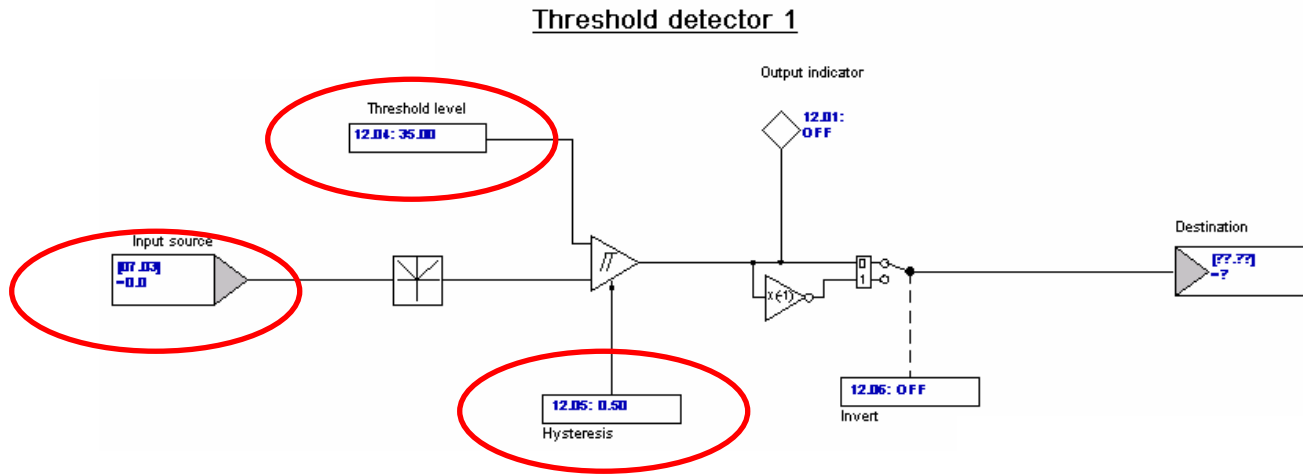 Threshold detector 1
Output indicator
Threshold level
12.04: 35.00
12.01:
OFF
Input source
[07.03]
=0.0
Destination
[??.??]
=?
0
1
x(-1)
12.05: 0.50
Hysteresis
12.06: OFF
Invert